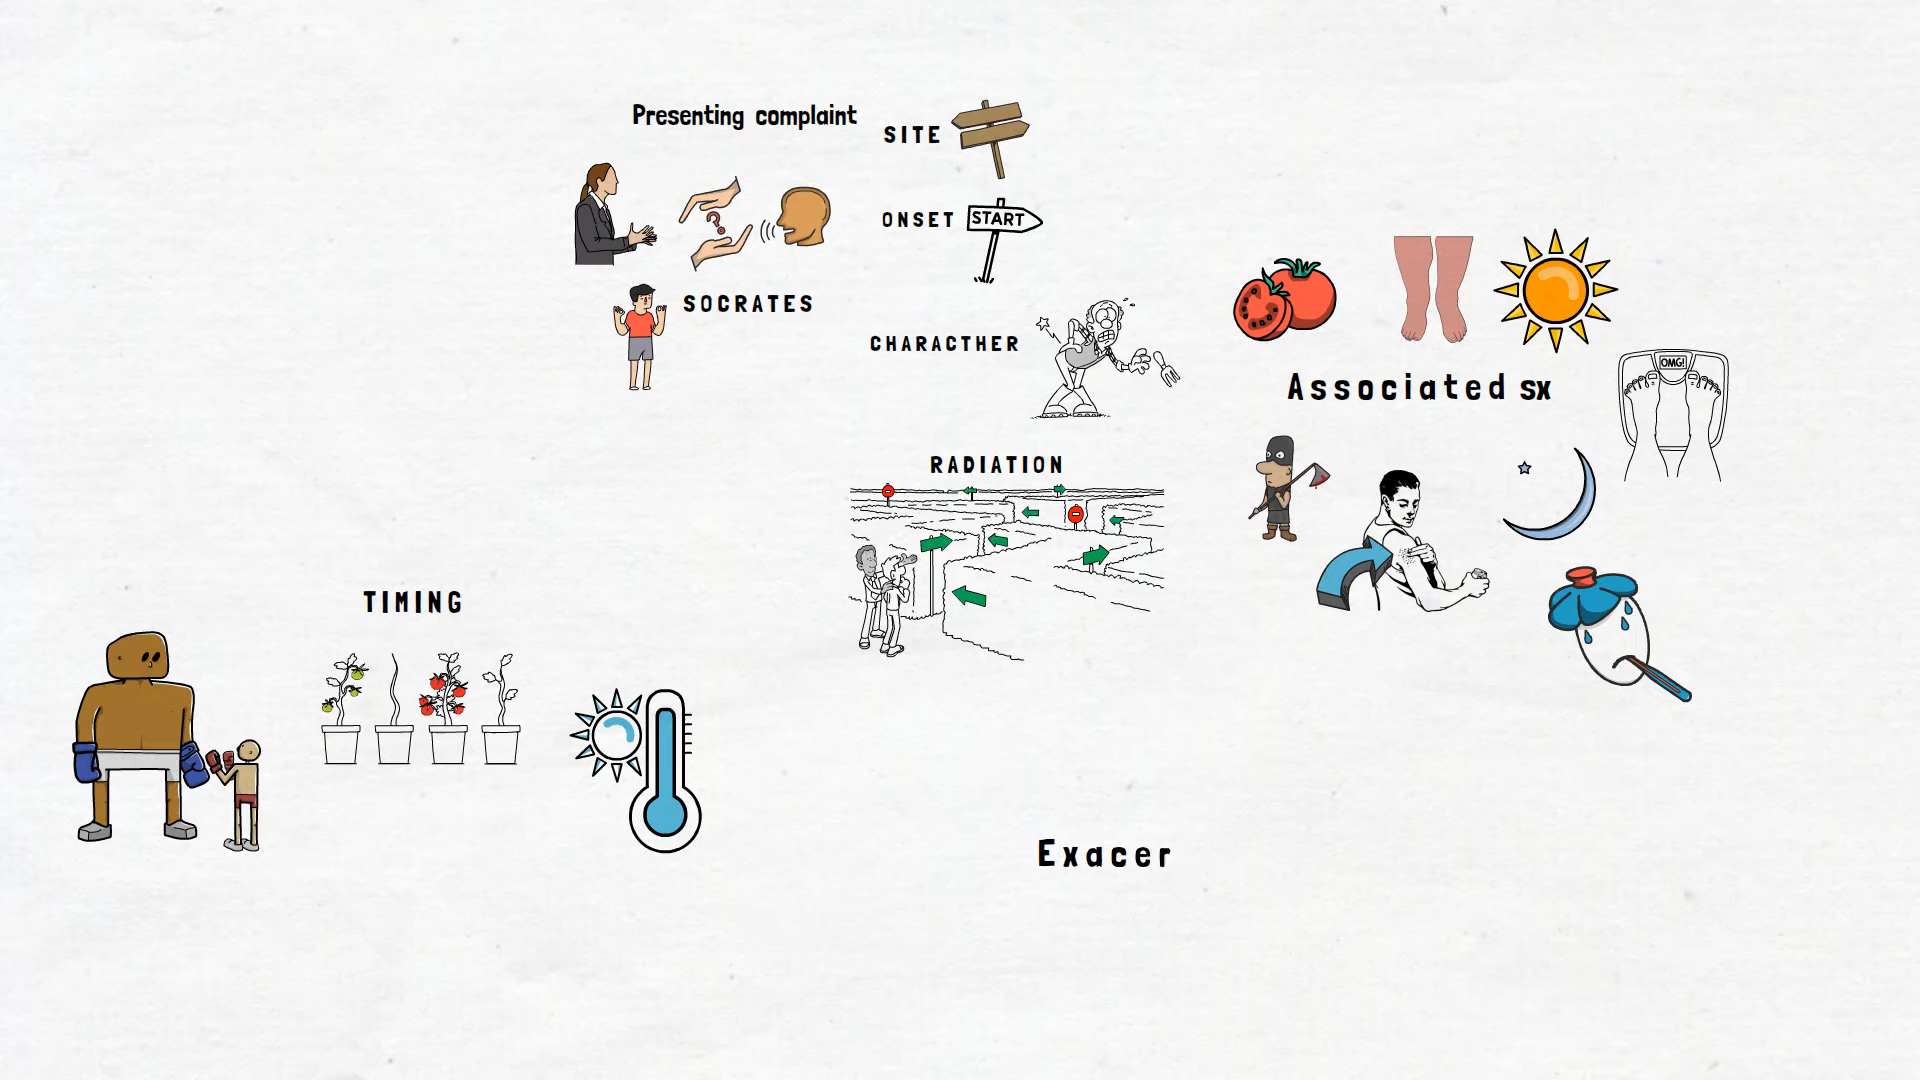 Presenting complaint
SITE
ONSET
START
SOCRATES
CHARACTHER
OMG!
Associated sx
RADIATION
TIMING
Exacer